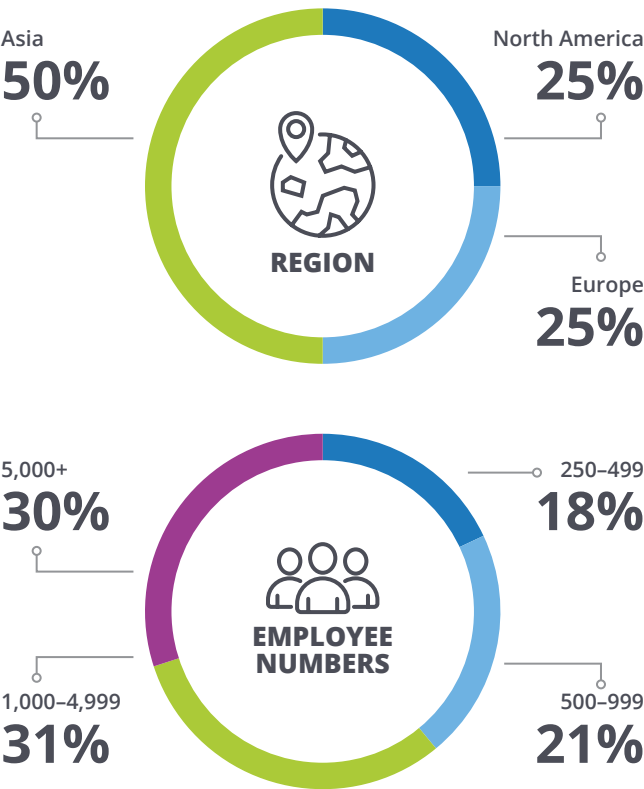 Asia
50%
North America
25%
REGION
Europe
25%
5,000+
30%
250–499
18%
EMPLOYEE
NUMBERS
1,000–4,999
31%
500–999
21%